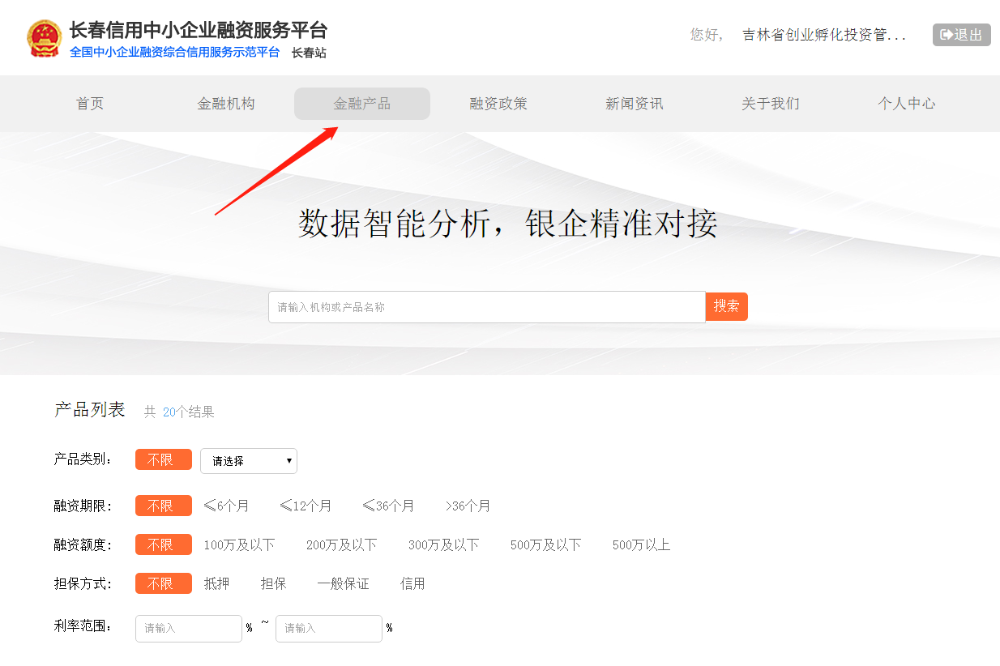 长春信用中小企业融资服务平台
全国中小企业融资综合信用服务示范平台 长春站
您好, 吉林省创业孵化投资管... 退出
首页 金融机构 金融产品 融资政策 新闻资讯 关于我们 个人中心
数据智能分析，银企精准对接
请输入机构或产品名称 搜索
产品列表 共 20个结果
产品类别： 不限 请选择
融资期限： 不限 ≤6个月 ≤12个月 ≤36个月 >36个月
融资额度： 不限 100万及以下 200万及以下 300万及以下 500万及以下 500万以上
担保方式： 不限 抵押 担保 一般保证 信用
利率范围： 请输入 % ~ 请输入 %